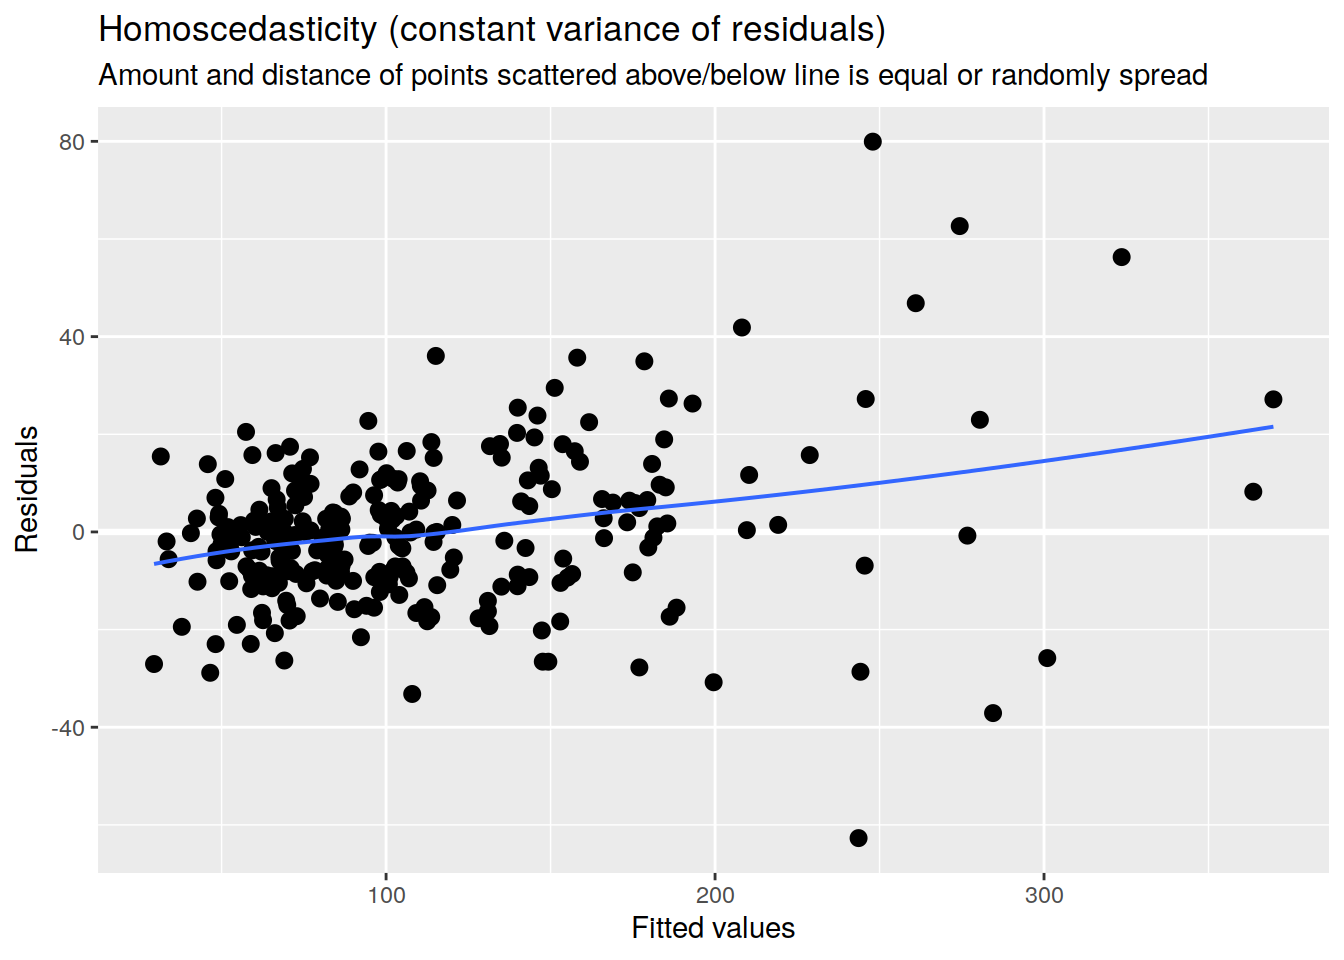 Homoscedasticity (constant variance of residuals)
Amount and distance of points scattered above/below line is equal or randomly spread
80
40
0
-40
Residuals
100
200
300
Fitted values